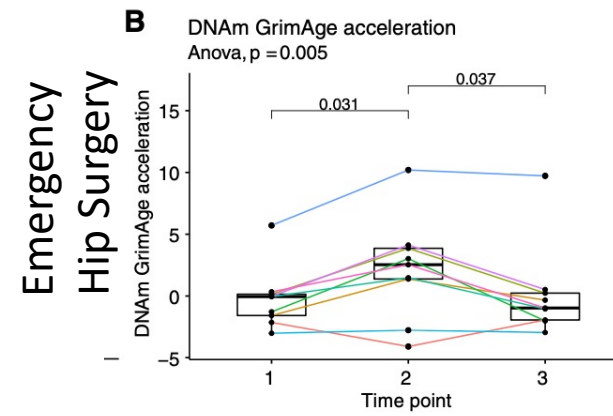 B
DNAm GrimAge acceleration
Anova, p = 0.005
Emergency
Hip Surgery
DNAm GrimAge acceleration
0.031
0.037
15
10
5
0
−5
1
2
3
Time point